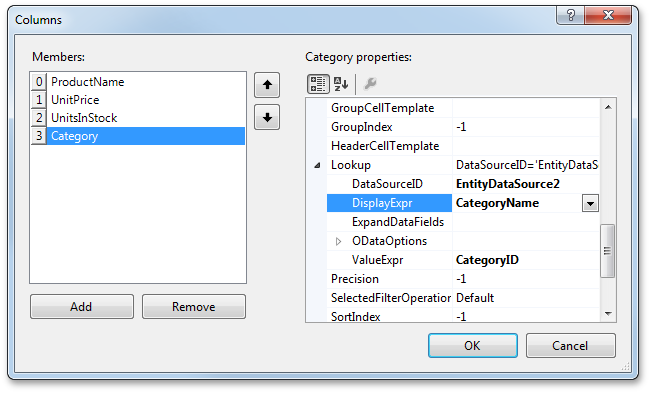 Columns
Members:
0 ProductName
1 UnitPrice
2 UnitsInStock
3 Category
Add Remove
Category properties:
GroupCellTemplate
GroupIndex -1
HeaderCellTemplate
Lookup DataSourceID='EntityDataS
DataSourceID EntityDataSource2
DisplayExpr CategoryName
ExpandDataFields
ODataOptions
ValueExpr CategoryID
Precision -1
SelectedFilterOperation Default
SortIndex -1
OK Cancel